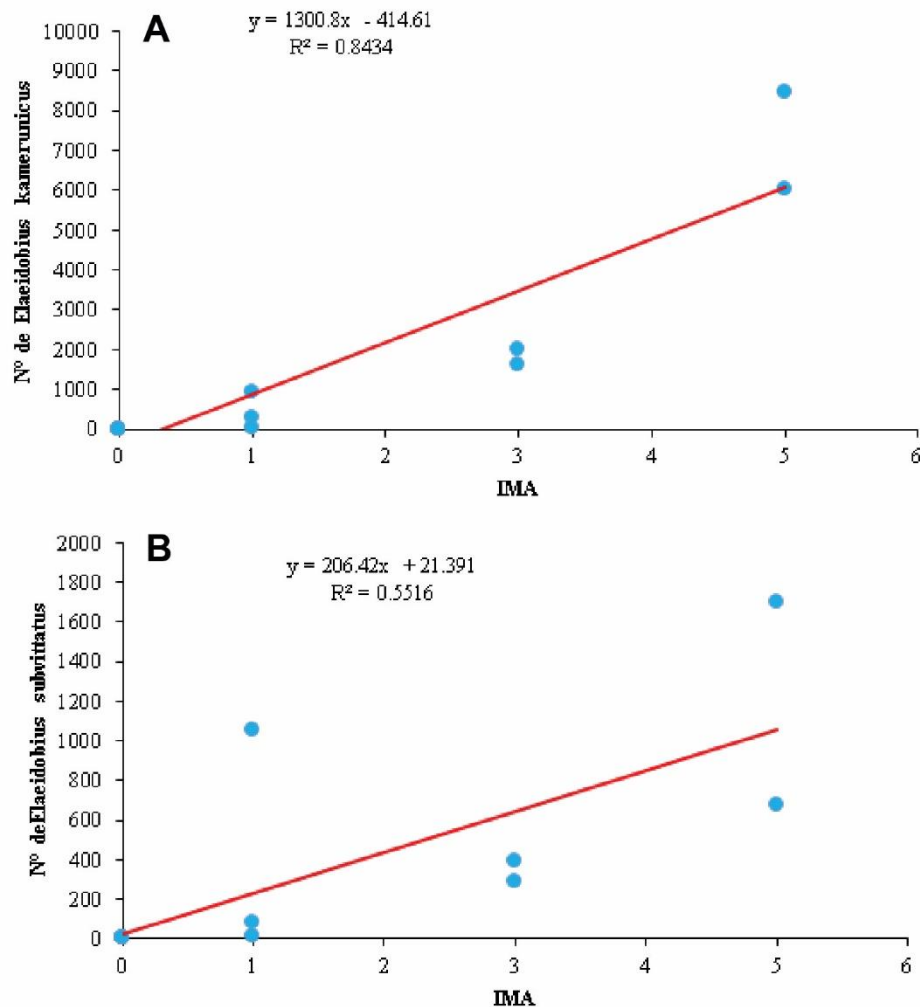 A
y = 1300.8x - 414.61
R² = 0.8434
10000
9000
8000
7000
6000
5000
4000
3000
2000
1000
0
Nº de Elaeidobius kamerunicus
0 1 2 3 4 5 6
IMA
B
y = 206.42x + 21.391
R² = 0.5516
2000
1800
1600
1400
1200
1000
800
600
400
200
0
Nº deElaeidobius subvittatus
0 1 2 3 4 5 6
IMA